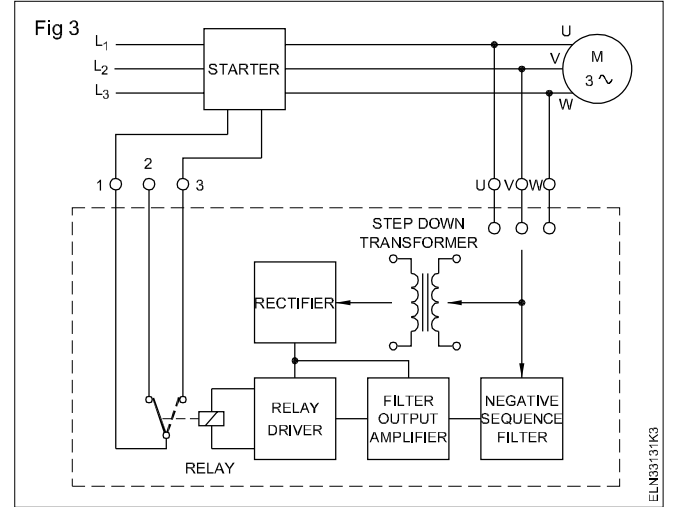 Fig 3
L1
L2
L3
STARTER
U
V
W
M
3 ∿
1
2
3
U
V
W
STEP DOWN
TRANSFORMER
RECTIFIER
RELAY
DRIVER
FILTER
OUTPUT
AMPLIFIER
NEGATIVE
SEQUENCE
FILTER
RELAY
ELN33131K3